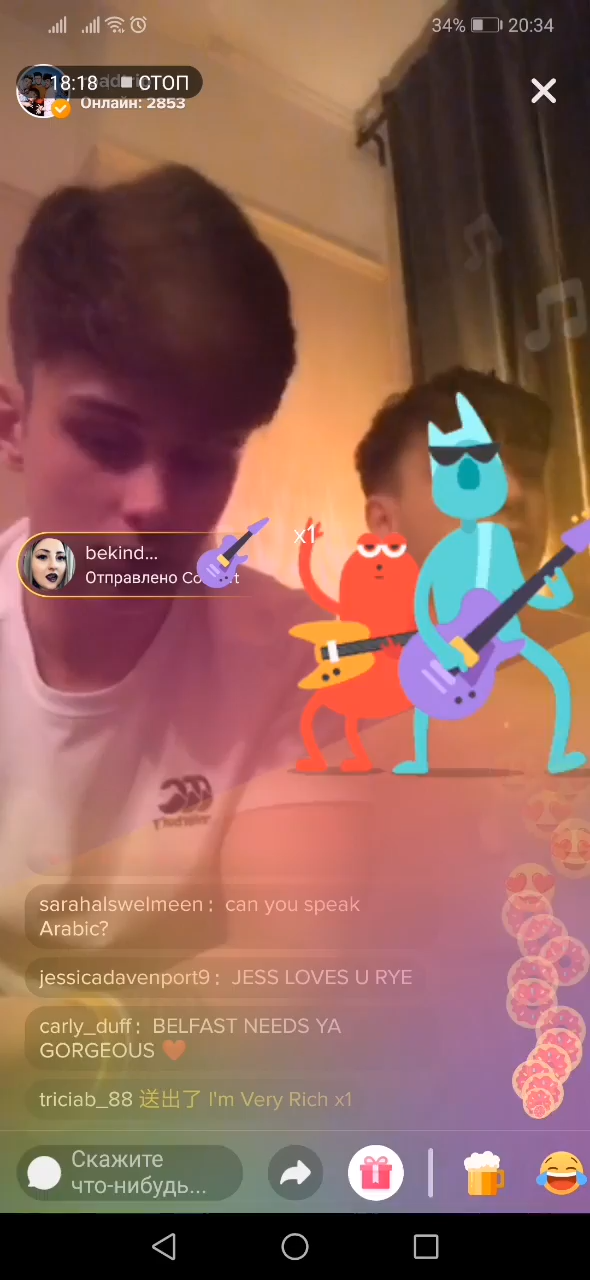 34% 20:34
18:18 СТОП
Онлайн: 2853
x1
bekind...
Отправлено Co
sarahalswelmeen : can you speak
Arabic?
jessicadavenport9 : JESS LOVES U RYE
carly_duff : BELFAST NEEDS YA
GORGEOUS ❤
triciab_88 送出了 I'm Very Rich x1
Скажите
что-нибудь...